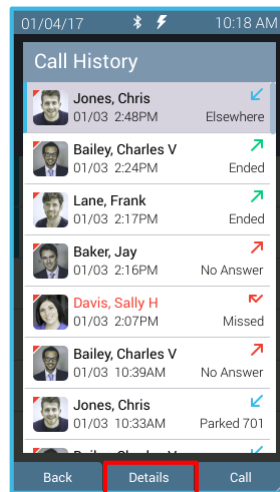 01/04/17 10:18 AM
Call History
Jones, Chris
01/03 2:48PM Elsewhere
Bailey, Charles V
01/03 2:24PM Ended
Lane, Frank
01/03 2:17PM Ended
Baker, Jay
01/03 2:16PM No Answer
Davis, Sally H
01/03 2:07PM Missed
Bailey, Charles V
01/03 10:39AM No Answer
Jones, Chris
01/03 10:33AM Parked 701
Back Details Call